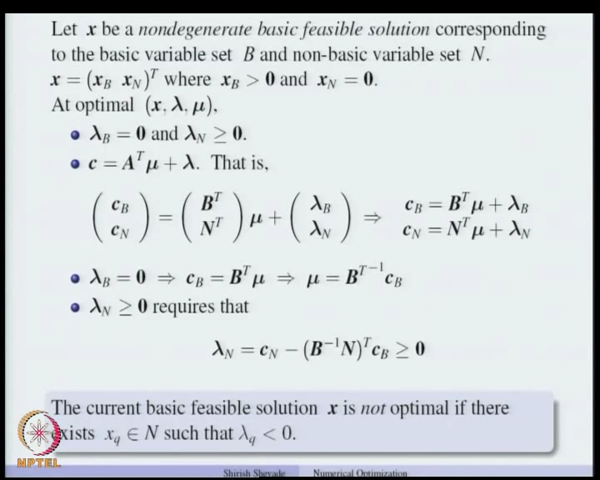 Let x be a nondegenerate basic feasible solution corresponding
to the basic variable set B and non-basic variable set N.
x = (x_B x_N)^T where x_B > 0 and x_N = 0.
At optimal (x, λ, μ),
• λ_B = 0 and λ_N ≥ 0.
• c = A^T μ + λ. That is,
( c_B ; c_N ) = ( B^T ; N^T ) μ + ( λ_B ; λ_N ) ⇒ c_B = B^T μ + λ_B
c_N = N^T μ + λ_N
• λ_B = 0 ⇒ c_B = B^T μ ⇒ μ = B^{T^{-1}} c_B
• λ_N ≥ 0 requires that
λ_N = c_N − (B^{-1}N)^T c_B ≥ 0
The current basic feasible solution x is not optimal if there
exists x_q ∈ N such that λ_q < 0.
NPTEL
Shirish Shevade Numerical Optimization